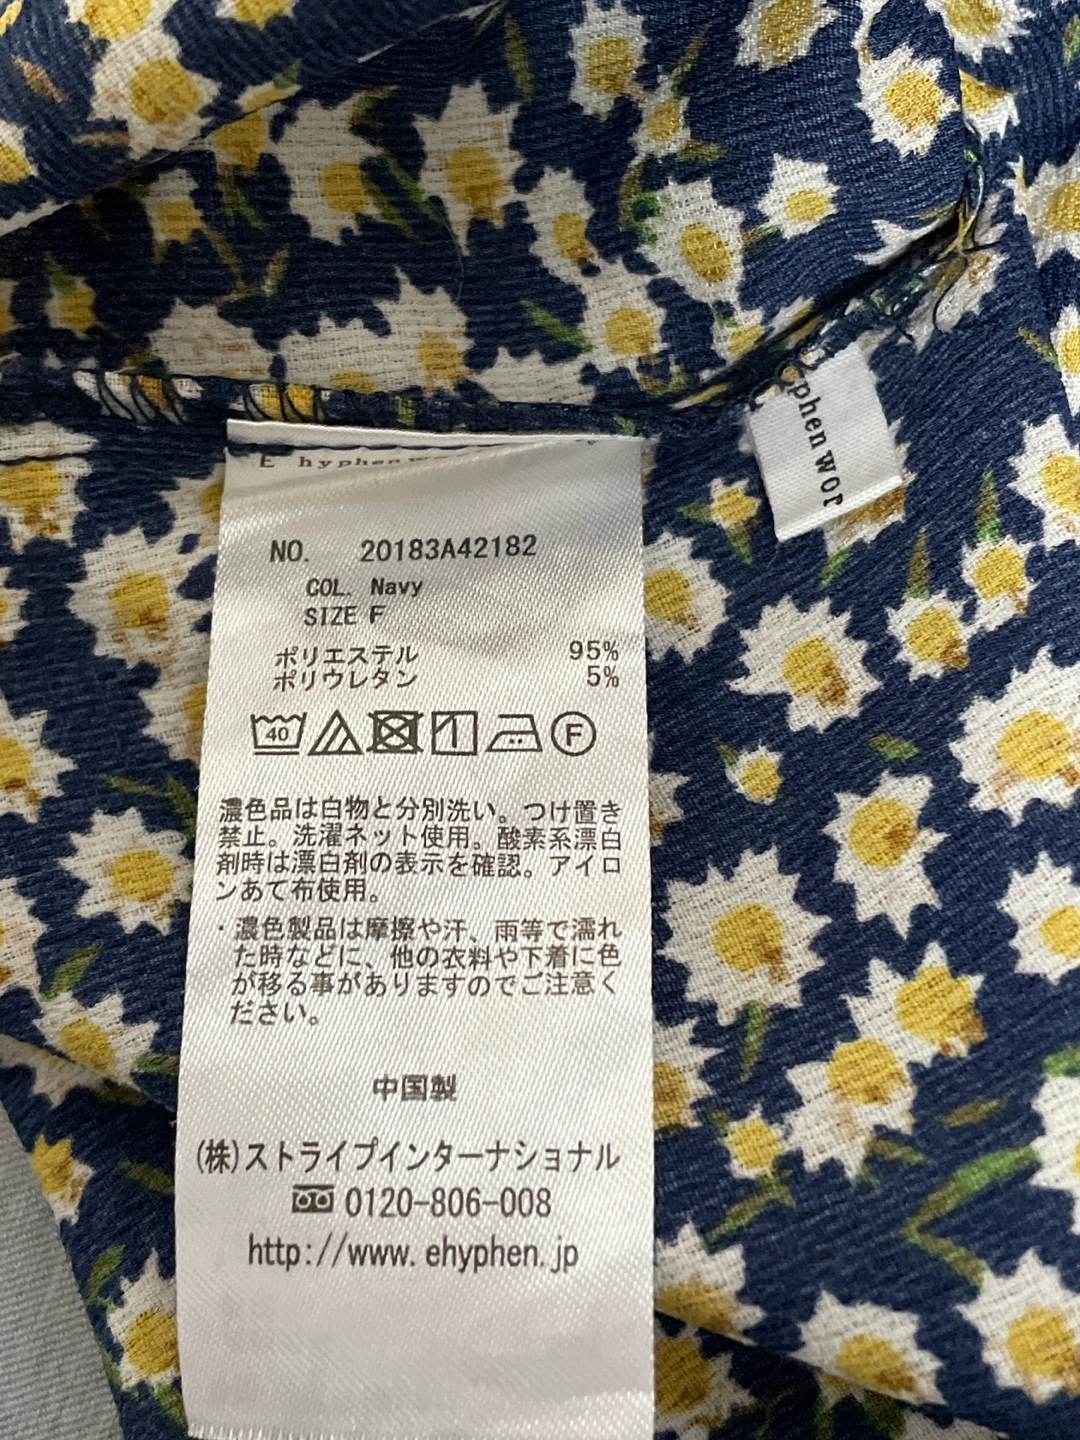 E hyphen
phen wor
NO. 20183A42182
COL. Navy
SIZE F
ポリエステル 95%
ポリウレタン 5%
40 F
濃色品は白物と分別洗い。つけ置き
禁止。洗濯ネット使用。酸素系漂白
剤時は漂白剤の表示を確認。アイロ
ンあて布使用。
・濃色製品は摩擦や汗、雨等で濡れ
た時などに、他の衣料や下着に色
が移る事がありますのでご注意く
ださい。
中国製
(株)ストライプインターナショナル
0120-806-008
http://www.ehyphen.jp